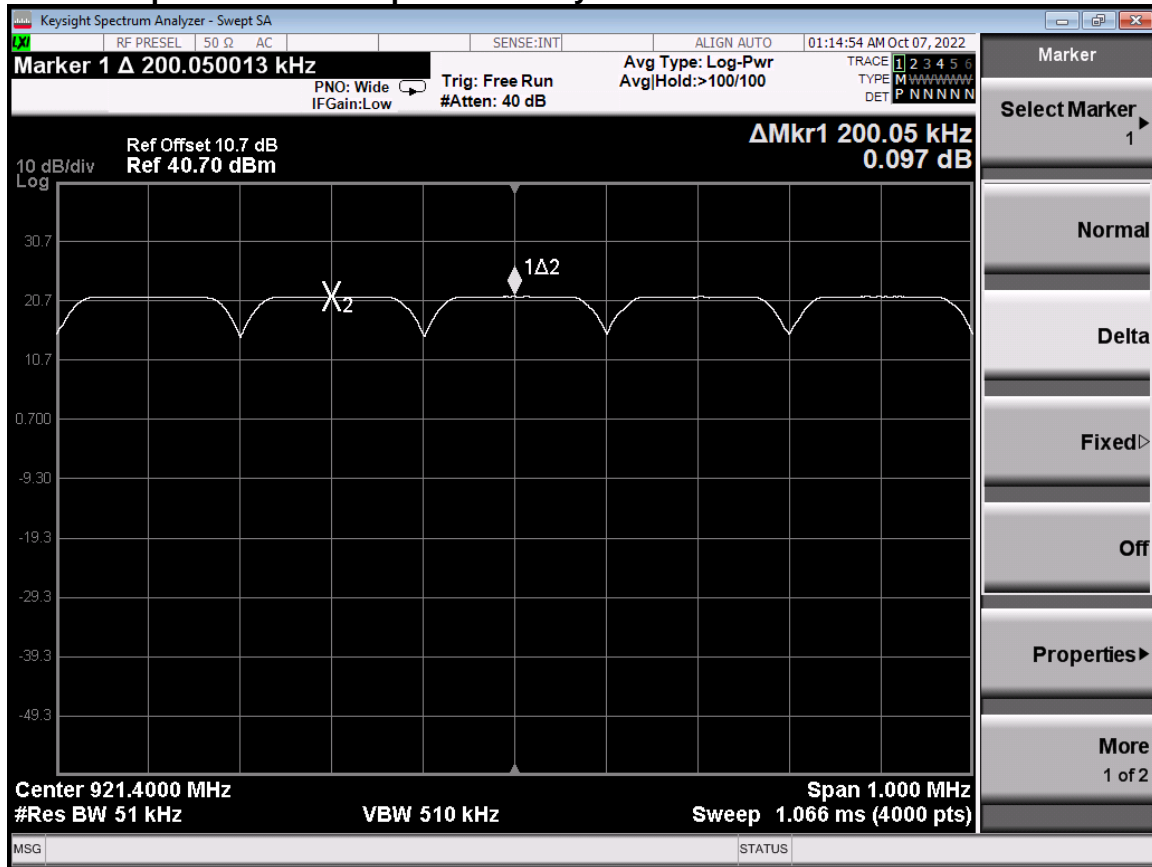 Keysight Spectrum Analyzer - Swept SA
LXI RF PRESEL 50 Ω AC SENSE:INT ALIGN AUTO 01:14:54 AM Oct 07, 2022
Marker 1 Δ 200.050013 kHz
PNO: Wide
IFGain:Low
Trig: Free Run
#Atten: 40 dB
Avg Type: Log-Pwr
Avg|Hold:>100/100
TRACE 1 2 3 4 5 6
TYPE M WWWWW
DET P N N N N N
ΔMkr1 200.05 kHz
0.097 dB
Ref Offset 10.7 dB
10 dB/div Ref 40.70 dBm
Log
30.7
20.7
10.7
0.700
-9.30
-19.3
-29.3
-39.3
-49.3
1Δ2
X2
Center 921.4000 MHz Span 1.000 MHz
#Res BW 51 kHz VBW 510 kHz Sweep 1.066 ms (4000 pts)
MSG STATUS
Marker
Select Marker
1
Normal
Delta
Fixed
Off
Properties
More
1 of 2